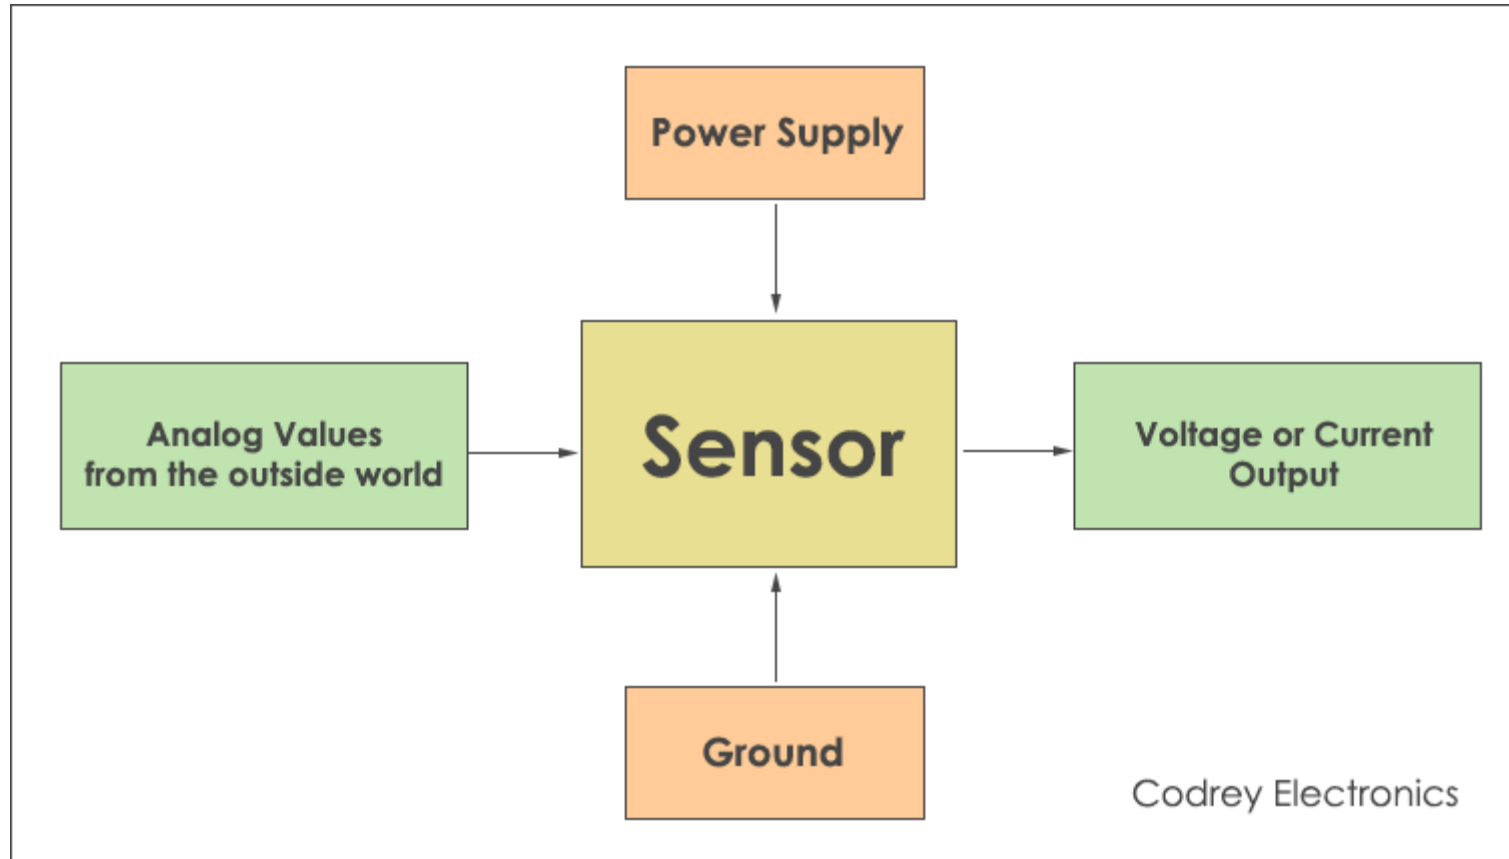 Power Supply
Analog Values
from the outside world
Sensor
Voltage or Current
Output
Ground
Codrey Electronics